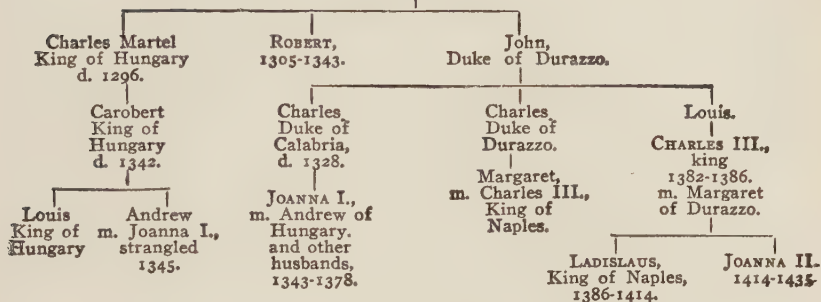 Charles Martel
King of Hungary
d. 1296.
ROBERT,
1305-1343.
John,
Duke of Durazzo.
Carobert
King of
Hungary
d. 1342.
Charles,
Duke of
Calabria,
d. 1328.
Charles,
Duke of
Durazzo.
Louis.
Louis
King of
Hungary
Andrew
m. Joanna I.,
strangled
1345.
JOANNA I.,
m. Andrew of
Hungary.
and other
husbands,
1343-1378.
Margaret,
m. Charles III.,
King of
Naples.
CHARLES III.,
king
1382-1386.
m. Margaret
of Durazzo.
LADISLAUS,
King of Naples,
1386-1414.
JOANNA II.
1414-1435